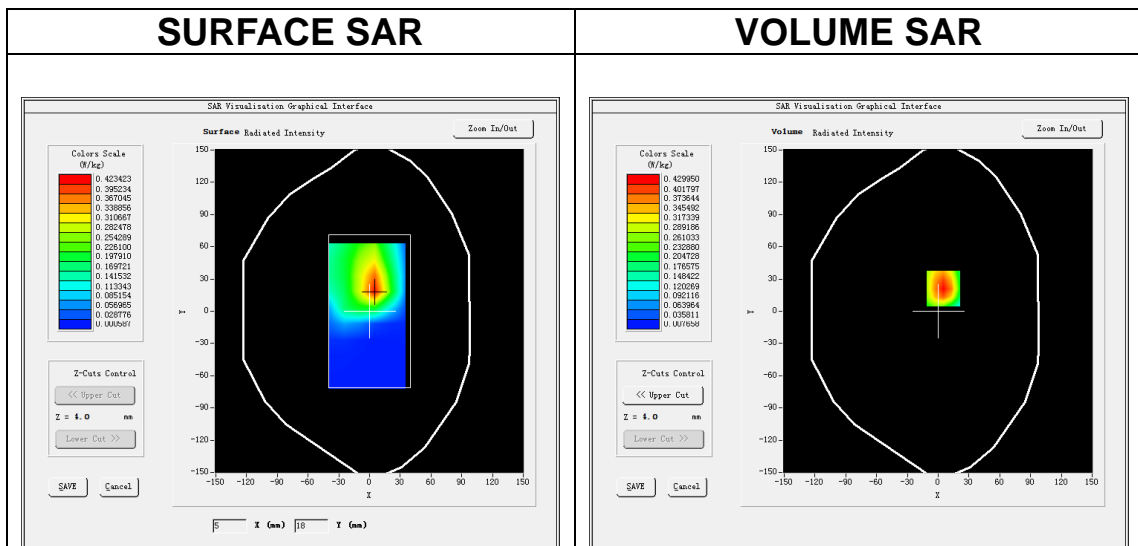 SURFACE SAR
VOLUME SAR
SAR Visualisation Graphical Interface
Surface Radiated Intensity
Zoom In/Out
Colors Scale
(W/kg)
0.423423
0.395234
0.367045
0.338856
0.310667
0.282478
0.254289
0.226100
0.197910
0.169721
0.141532
0.113343
0.085154
0.056965
0.028776
0.000587
Z-Cuts Control
<< Upper Cut
Z = 4.0 mm
Lower Cut >>
SAVE
Cancel
150
120
90
60
30
0
-30
-60
-90
-120
-150
Y
-150 -120 -90 -60 -30 0 30 60 90 120 150
X
5 X (mm) 18 Y (mm)
SAR Visualisation Graphical Interface
Volume Radiated Intensity
Zoom In/Out
Colors Scale
(W/kg)
0.429950
0.401797
0.373644
0.345492
0.317339
0.289186
0.261033
0.232880
0.204728
0.176575
0.148422
0.120269
0.092116
0.063964
0.035811
0.007658
Z-Cuts Control
<< Upper Cut
Z = 4.0 mm
Lower Cut >>
SAVE
Cancel
150
120
90
60
30
0
-30
-60
-90
-120
-150
Y
-150 -120 -90 -60 -30 0 30 60 90 120 150
X